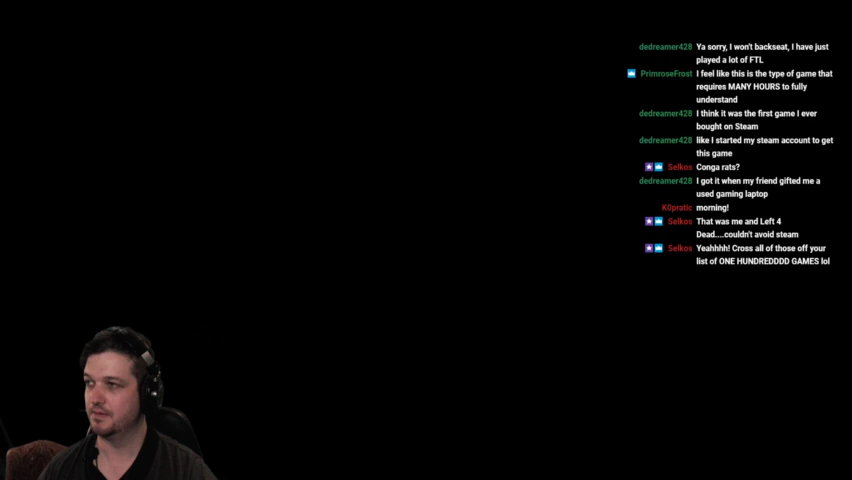 dedreamer428 Ya sorry, I won't backseat, I have just
played a lot of FTL
PrimroseFrost I feel like this is the type of game that
requires MANY HOURS to fully
understand
dedreamer428 I think it was the first game I ever
bought on Steam
dedreamer428 like I started my steam account to get
this game
Selkos Conga rats?
dedreamer428 I got it when my friend gifted me a
used gaming laptop
K0pratic morning!
Selkos That was me and Left 4
Dead....couldn't avoid steam
Selkos Yeahhhh! Cross all of those off your
list of ONE HUNDREDDDD GAMES lol